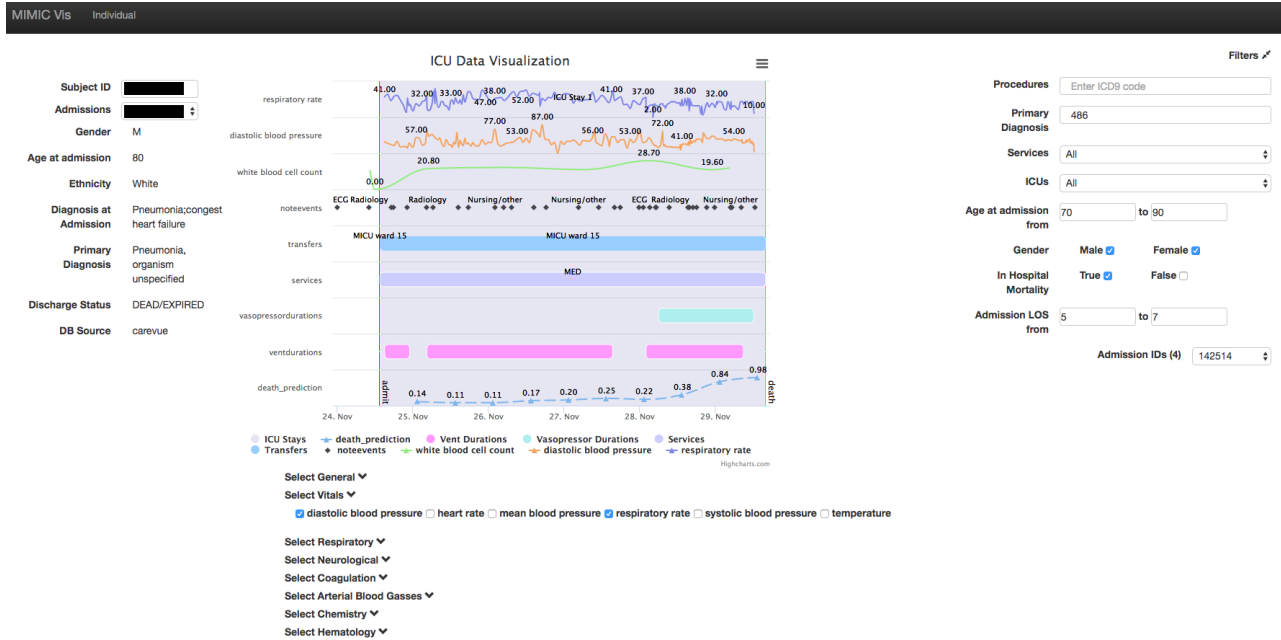 MIMIC Vis Individual
Filters
ICU Data Visualization
Subject ID
Admissions
Gender M
Age at admission 80
Ethnicity White
Diagnosis at Admission Pneumonia;congest heart failure
Primary Diagnosis Pneumonia, organism unspecified
Discharge Status DEAD/EXPIRED
DB Source carevue
respiratory rate
41.00 32.00 33.00 38.00 47.00 52.00 ICU Stay 1 41.00 37.00 2.00 38.00 32.00 10.00
diastolic blood pressure
57.00 77.00 53.00 87.00 56.00 53.00 72.00 41.00 54.00
white blood cell count
0.00 20.80 28.70 19.60
noteevents
ECG Radiology Radiology Nursing/other Nursing/other ECG Radiology Nursing/other
transfers
MICU ward 15 MICU ward 15
services
MED
vasopressordurations
ventdurations
death_prediction
admit 0.14 0.11 0.11 0.17 0.20 0.25 0.22 0.38 0.84 0.98 death
24. Nov 25. Nov 26. Nov 27. Nov 28. Nov 29. Nov
ICU Stays death_prediction Vent Durations Vasopressor Durations Services
Transfers noteevents white blood cell count diastolic blood pressure respiratory rate
Highcharts.com
Select General
Select Vitals
diastolic blood pressure heart rate mean blood pressure respiratory rate systolic blood pressure temperature
Select Respiratory
Select Neurological
Select Coagulation
Select Arterial Blood Gasses
Select Chemistry
Select Hematology
Procedures Enter ICD9 code
Primary Diagnosis 486
Services All
ICUs All
Age at admission from 70 to 90
Gender Male Female
In Hospital Mortality True False
Admission LOS from 5 to 7
Admission IDs (4) 142514